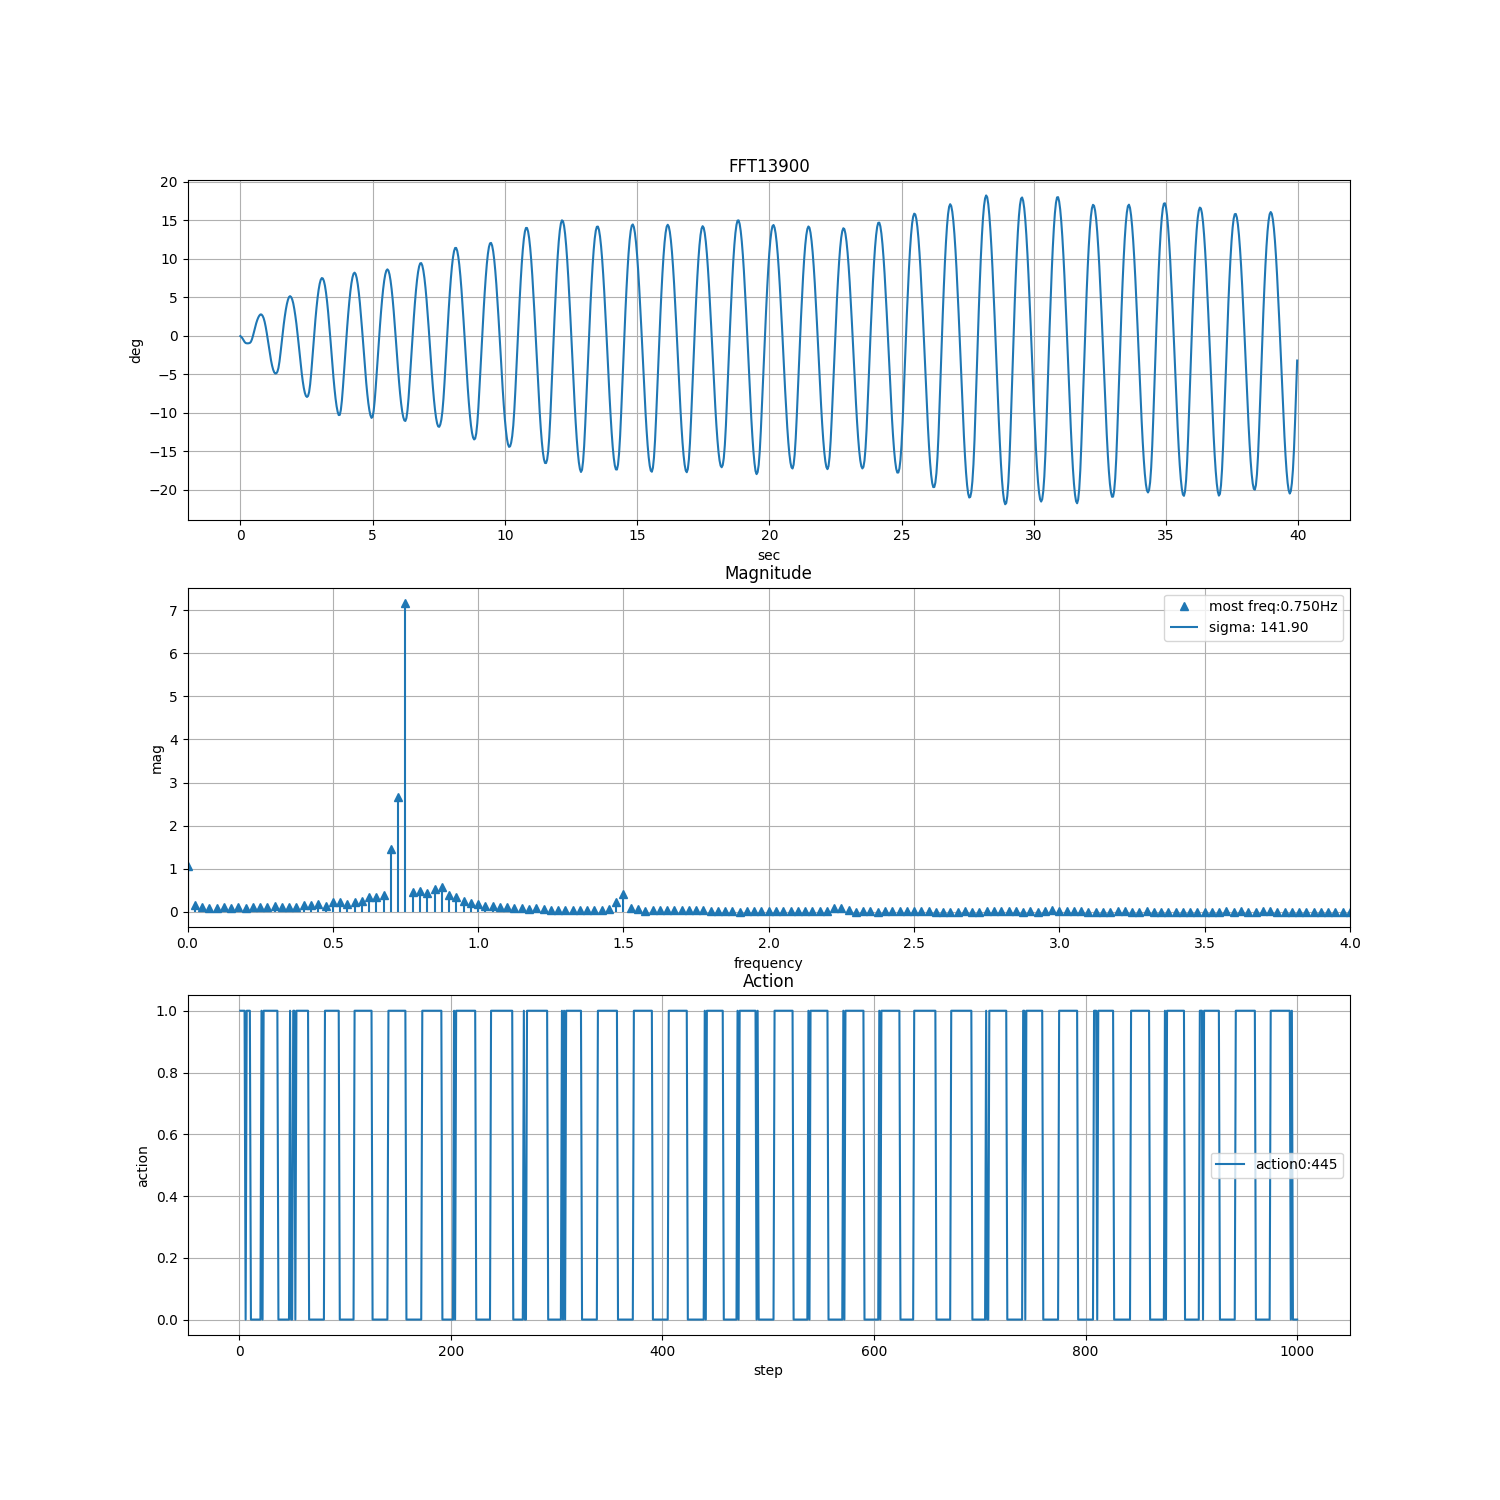 FFT13900
20
15
10
5
0
−5
−10
−15
−20
deg
0 5 10 15 20 25 30 35 40
sec
Magnitude
most freq:0.750Hz
sigma: 141.90
7
6
5
4
3
2
1
0
mag
0.0 0.5 1.0 1.5 2.0 2.5 3.0 3.5 4.0
frequency
Action
1.0
0.8
0.6
0.4
0.2
0.0
action
action0:445
0 200 400 600 800 1000
step